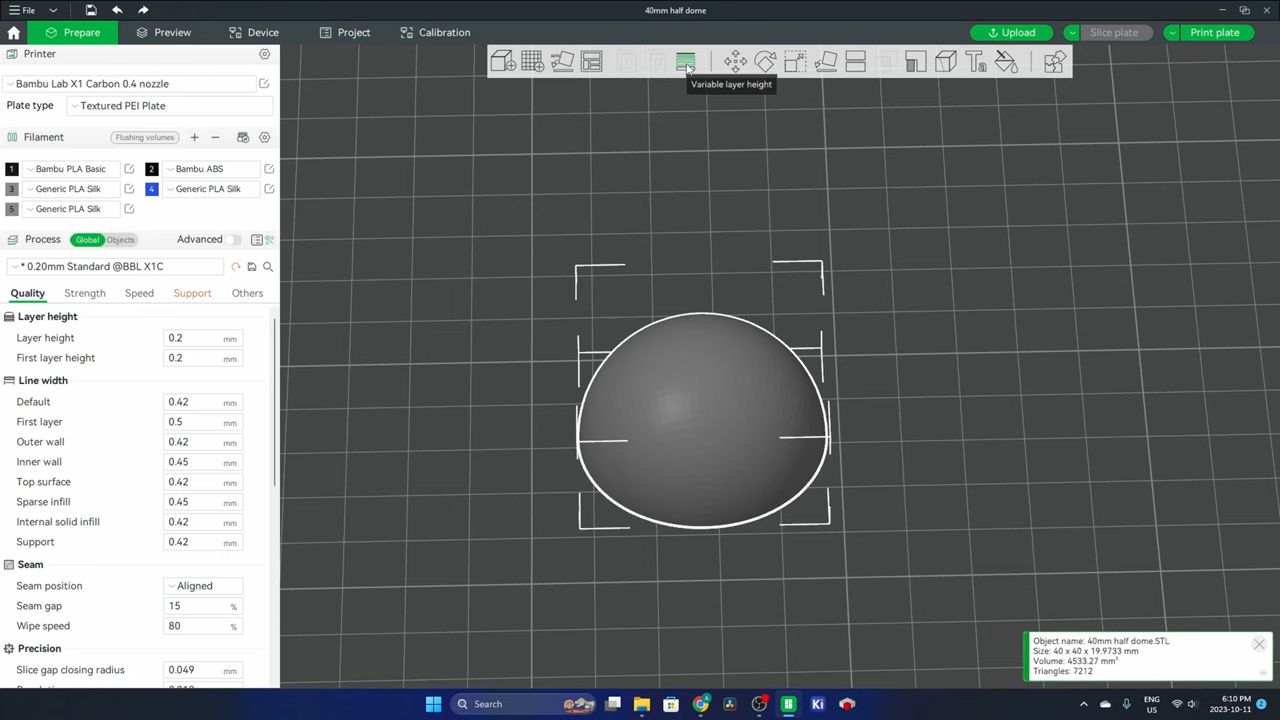 File
40mm half dome
Prepare
Preview
Device
Project
Calibration
Upload
Slice plate
Print plate
Printer
Bambu Lab X1 Carbon 0.4 nozzle
Plate type
Textured PEI Plate
Variable layer height
Filament
Flushing volumes
1 Bambu PLA Basic
2 Bambu ABS
3 Generic PLA Silk
4 Generic PLA Silk
5 Generic PLA Silk
Process
Global
Objects
Advanced
* 0.20mm Standard @BBL X1C
Quality
Strength
Speed
Support
Others
Layer height
Layer height 0.2 mm
First layer height 0.2 mm
Line width
Default 0.42 mm
First layer 0.5 mm
Outer wall 0.42 mm
Inner wall 0.45 mm
Top surface 0.42 mm
Sparse infill 0.45 mm
Internal solid infill 0.42 mm
Support 0.42 mm
Seam
Seam position Aligned
Seam gap 15 %
Wipe speed 80 %
Precision
Slice gap closing radius 0.049 mm
Object name: 40mm half dome.STL
Size: 40 x 40 x 19.9733 mm
Volume: 4533.27 mm³
Triangles: 7212
Search
Ki
ENG
US
6:10 PM
2023-10-11
2